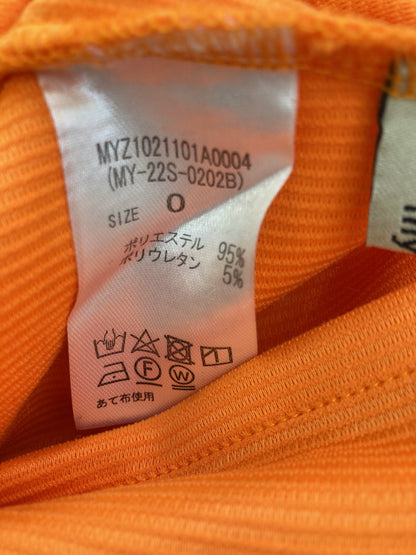 MYZ1021101A0004
(MY-22S-0202B)
SIZE 0
ポリエステル 95%
ポリウレタン 5%
F W
あて布使用
my